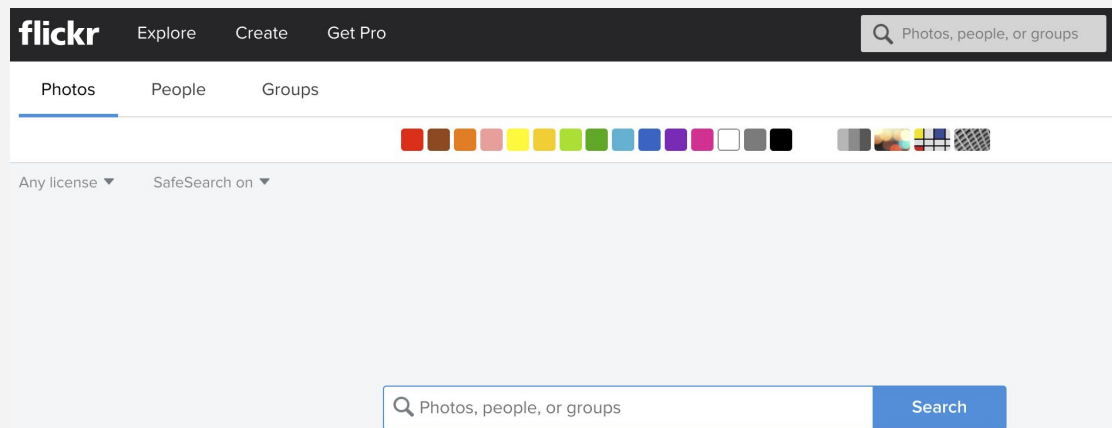 flickr Explore Create Get Pro Photos, people, or groups
Photos People Groups
Any license SafeSearch on
Photos, people, or groups Search